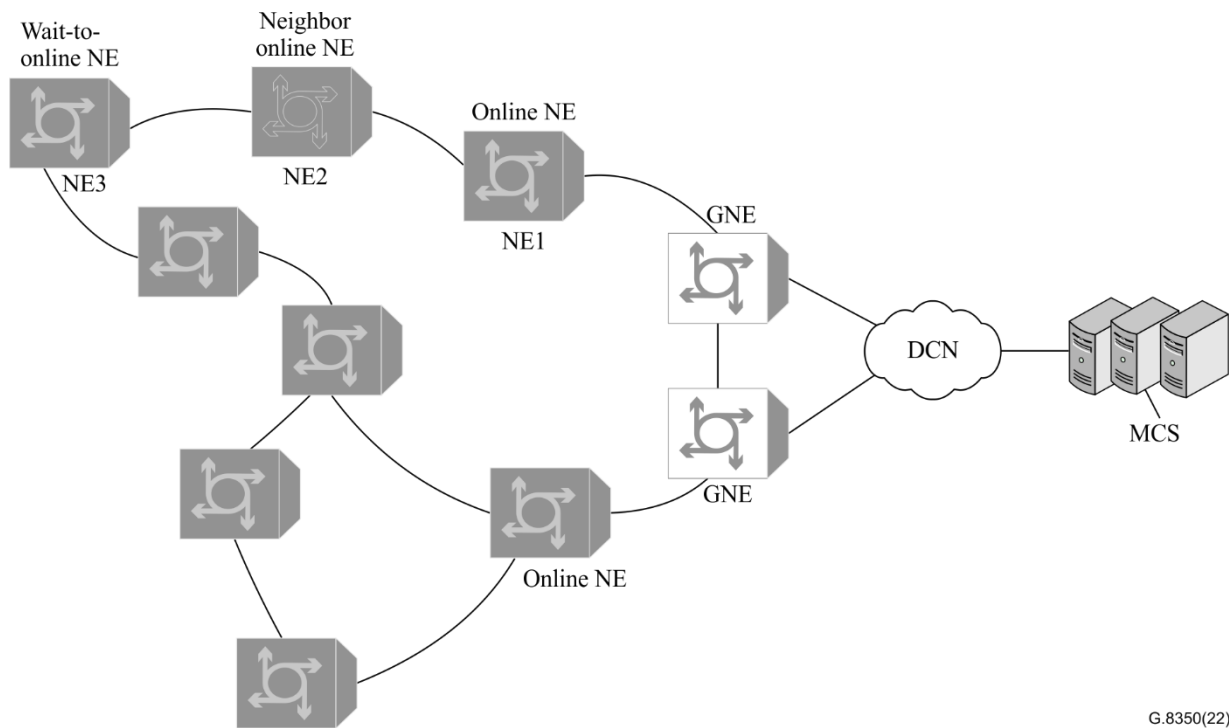 Wait-to-
online NE
Neighbor
online NE
Online NE
NE3
NE2
NE1
GNE
DCN
MCS
GNE
Online NE
G.8350(22)